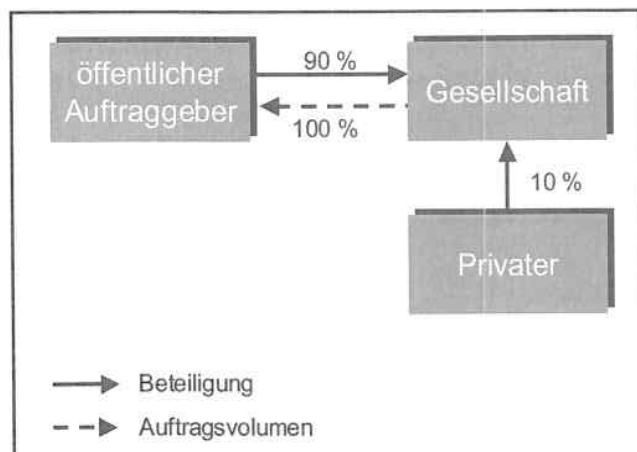 öffentlicher
Auftraggeber
90 %
100 %
Gesellschaft
10 %
Privater
Beteiligung
Auftragsvolumen